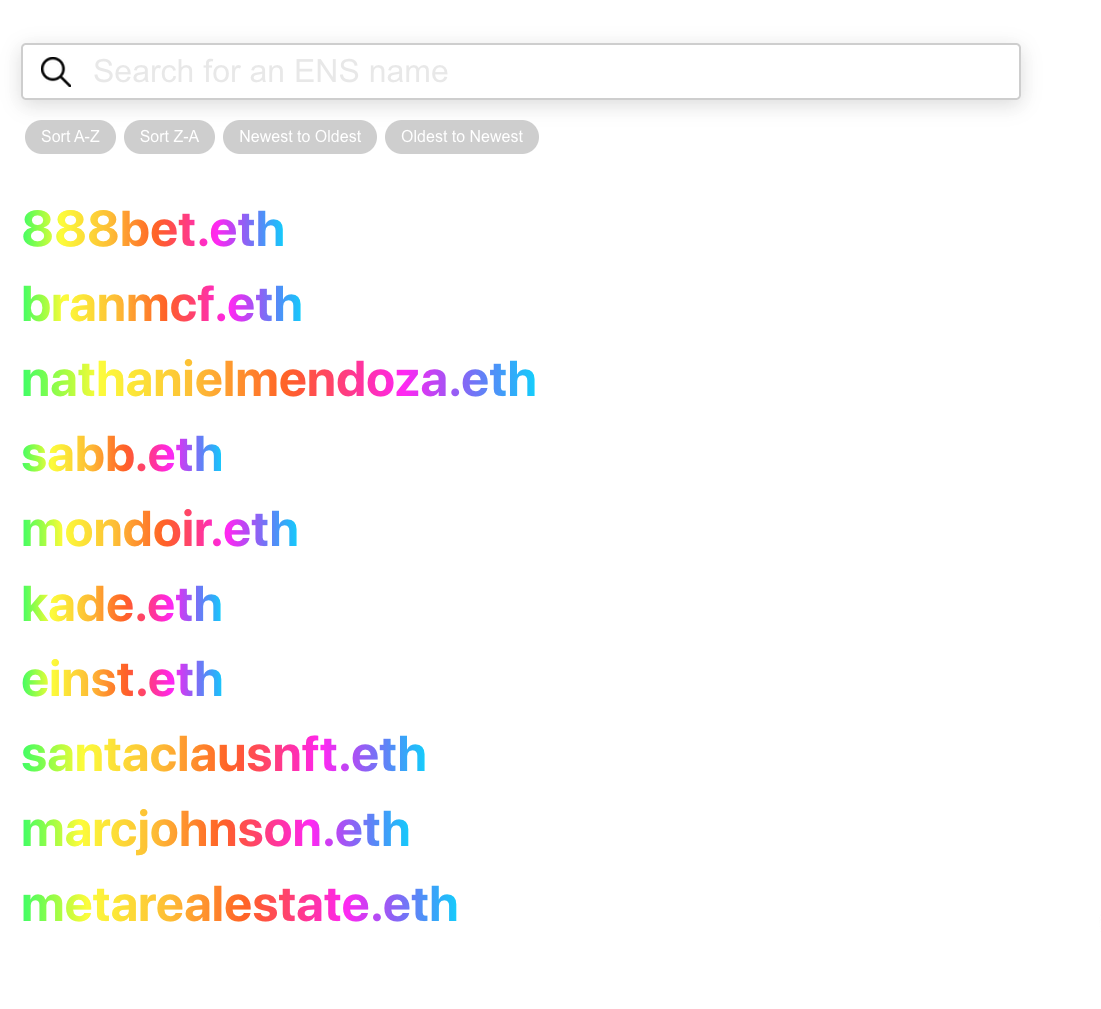 Search for an ENS name
Sort A-Z Sort Z-A Newest to Oldest Oldest to Newest
888bet.eth
branmcf.eth
nathanielmendoza.eth
sabb.eth
mondoir.eth
kade.eth
einst.eth
santaclausnft.eth
marcjohnson.eth
metarealestate.eth